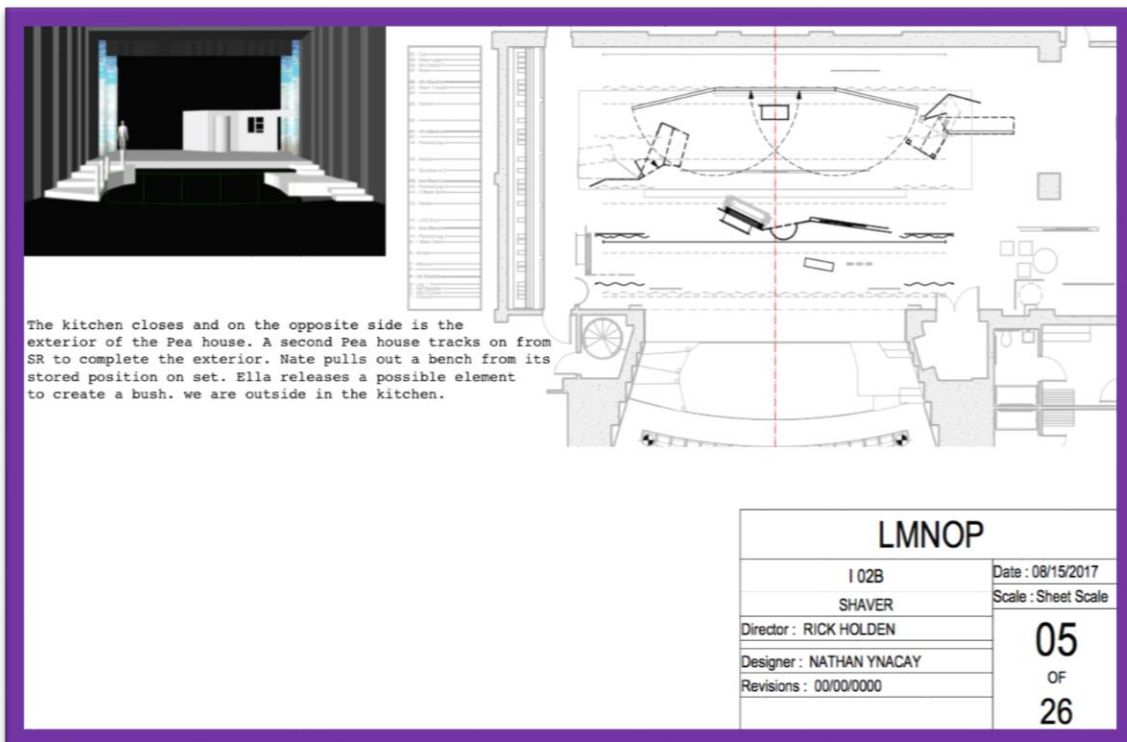 The kitchen closes and on the opposite side is the
exterior of the Pea house. A second Pea house tracks on from
SR to complete the exterior. Nate pulls out a bench from its
stored position on set. Ella releases a possible element
to create a bush. we are outside in the kitchen.
LMNOP
I 02B
SHAVER
Director : RICK HOLDEN
Designer : NATHAN YNACAY
Revisions : 00/00/0000
Date : 08/15/2017
Scale : Sheet Scale
05
OF
26